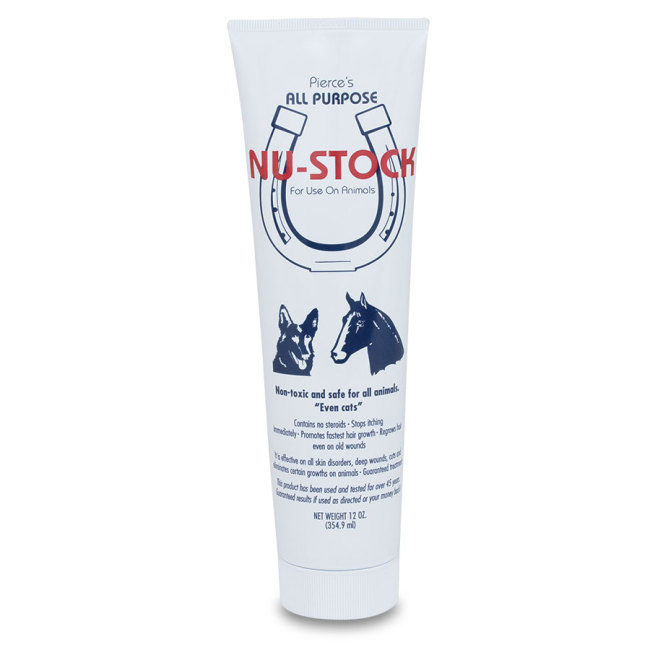 Pierce's
ALL PURPOSE
NU-STOCK
For Use On Animals
Non-toxic and safe for all animals.
"Even cats"
Contains no steroids · Stops itching
immediately · Promotes fastest hair growth · Regrows hair
even on old wounds
It is effective on all skin disorders, deep wounds, cuts and
eliminates certain growths on animals · Guaranteed treatment
This product has been used and tested for over 45 years.
Guaranteed results if used as directed or your money back!
NET WEIGHT 12 OZ.
(354.9 ml)